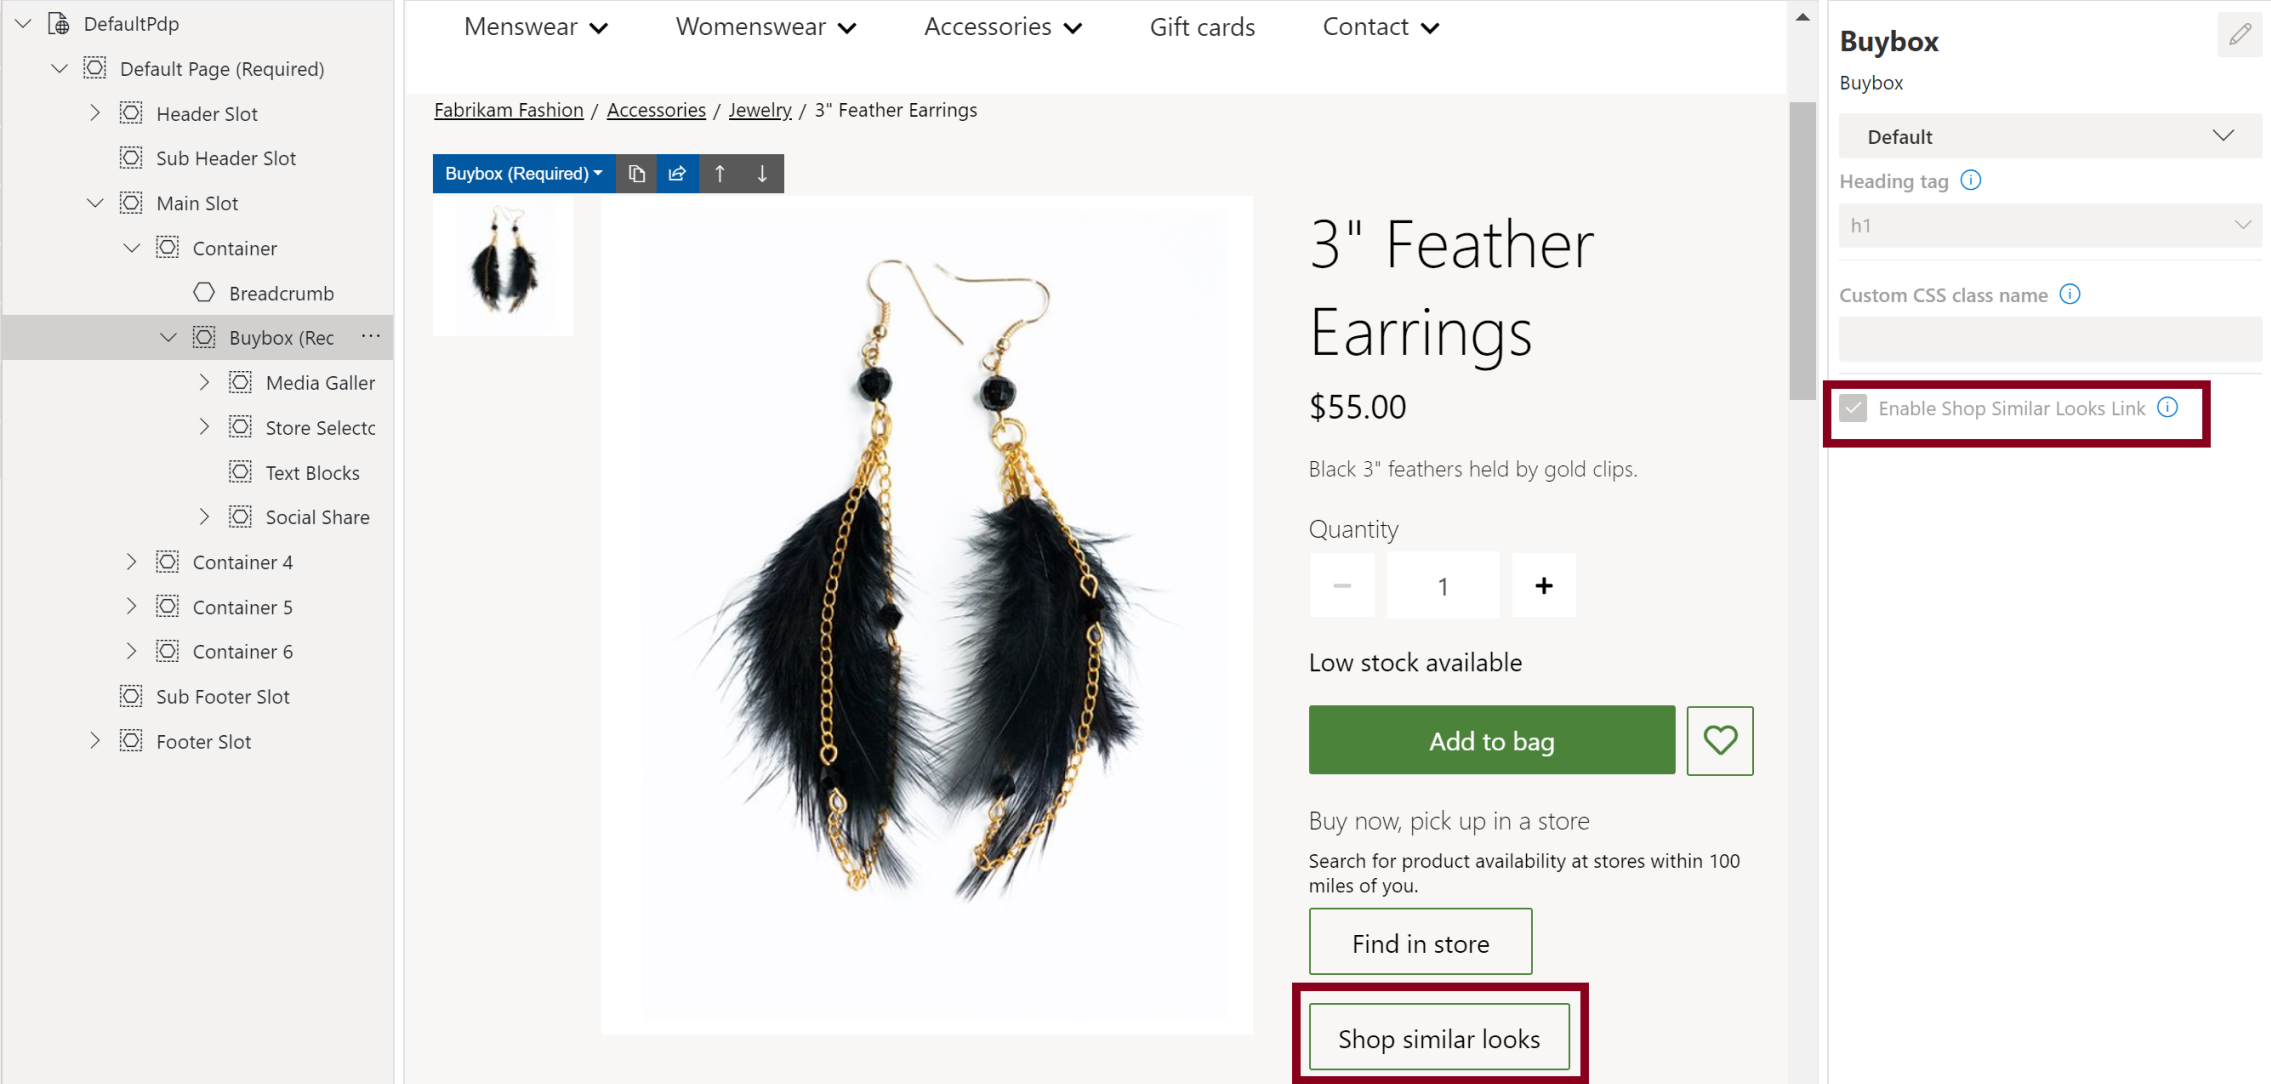 DefaultPdp
Default Page (Required)
Header Slot
Sub Header Slot
Main Slot
Container
Breadcrumb
Buybox (Rec ···
Media Galler
Store Selectc
Text Blocks
Social Share
Container 4
Container 5
Container 6
Sub Footer Slot
Footer Slot
Menswear Womenswear Accessories Gift cards Contact
Fabrikam Fashion / Accessories / Jewelry / 3" Feather Earrings
Buybox (Required)
3" Feather
Earrings
$55.00
Black 3" feathers held by gold clips.
Quantity
1
Low stock available
Add to bag
Buy now, pick up in a store
Search for product availability at stores within 100
miles of you.
Find in store
Shop similar looks
Buybox
Buybox
Default
Heading tag
h1
Custom CSS class name
Enable Shop Similar Looks Link